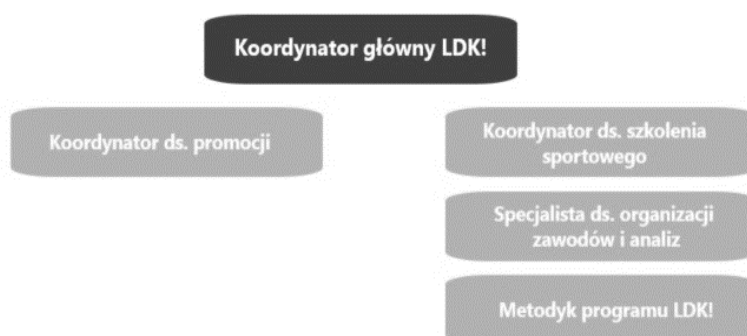 Koordynator główny LDK!
Koordynator ds. promocji
Koordynator ds. szkolenia
sportowego
Specjalista ds. organizacji
zawodów i analiz
Metodyk programu LDK!